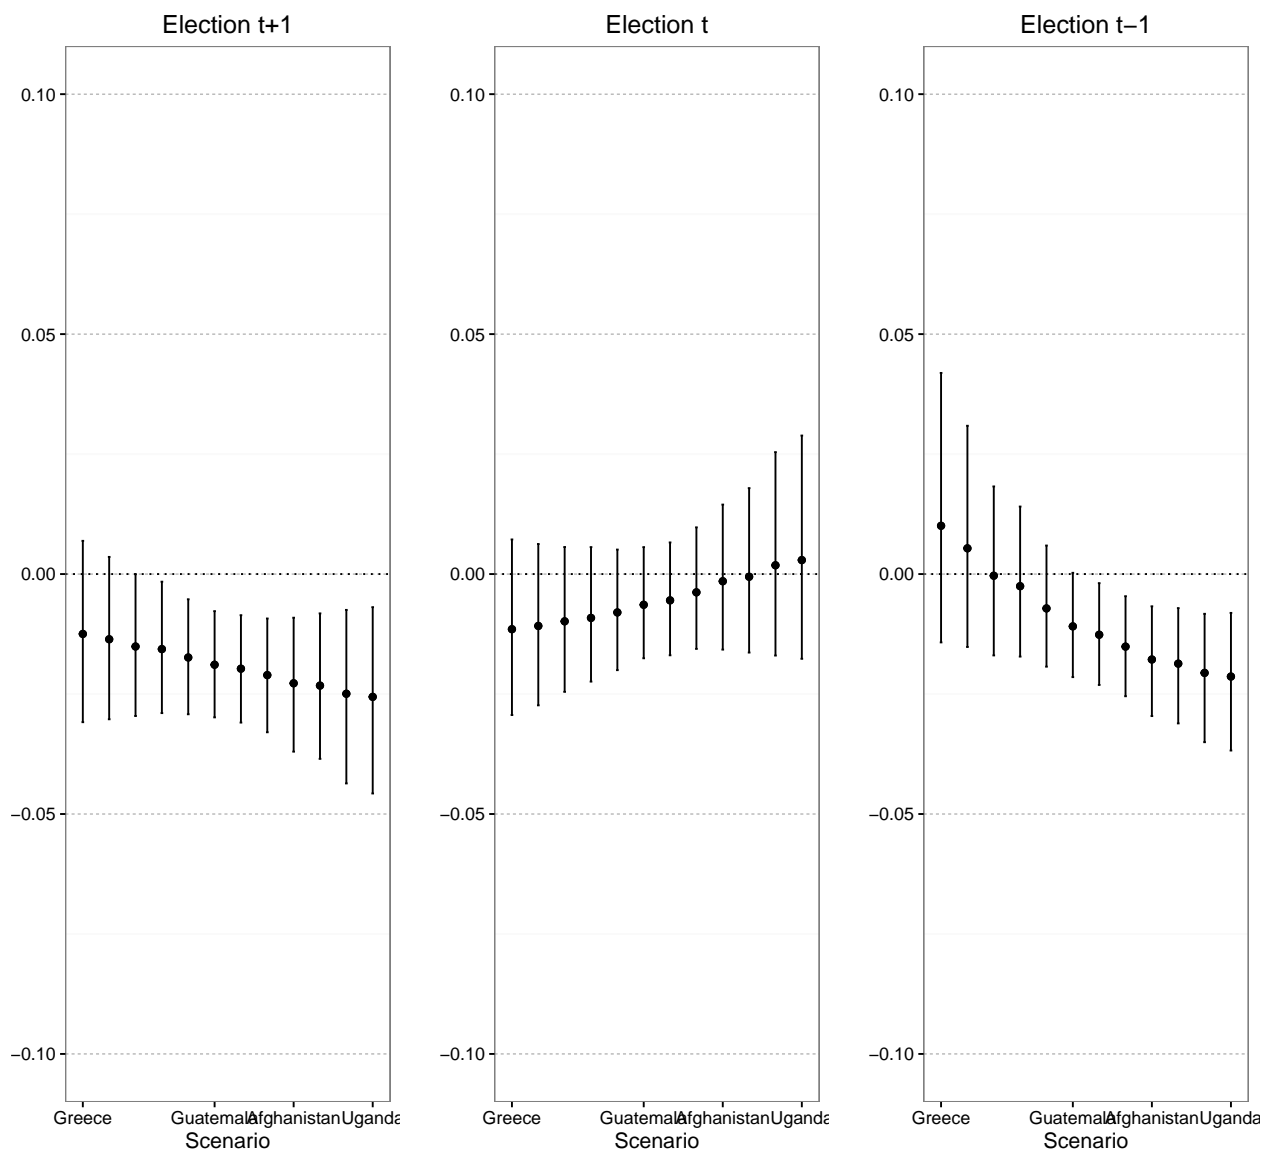 Election t+1
0.10
0.05
0.00
−0.05
−0.10
Greece
Guatemala
Afghanistan
Uganda
Scenario
Election t
0.10
0.05
0.00
−0.05
−0.10
Greece
Guatemala
Afghanistan
Uganda
Scenario
Election t−1
0.10
0.05
0.00
−0.05
−0.10
Greece
Guatemala
Afghanistan
Uganda
Scenario